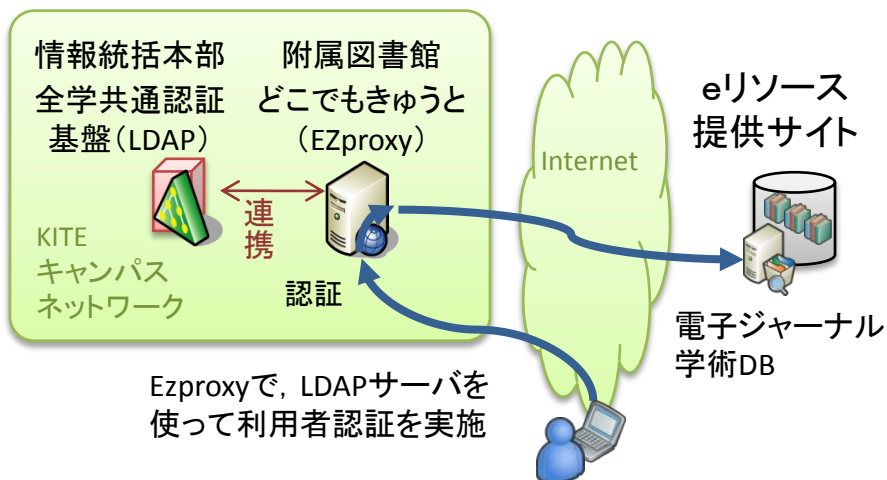 情報統括本部
全学共通認証
基盤(LDAP)
附属図書館
どこでもきゅうと
（EZproxy）
連携
KITE
キャンパス
ネットワーク
認証
Internet
eリソース
提供サイト
電子ジャーナル
学術DB
Ezproxyで，LDAPサーバを
使って利用者認証を実施